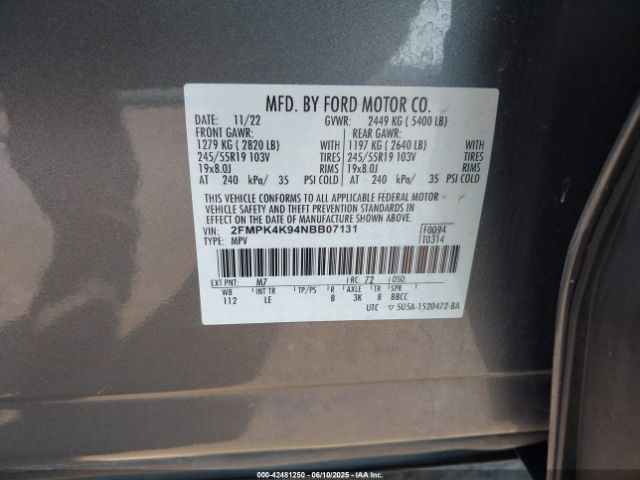 MFD. BY FORD MOTOR CO.
DATE: 11/22 GVWR: 2449 KG ( 5400 LB)
FRONT GAWR: REAR GAWR:
1279 KG ( 2820 LB) WITH 1197 KG ( 2640 LB) WITH
245/55R19 103V TIRES 245/55R19 103V TIRES
19x8.0J RIMS 19x8.0J RIMS
AT 240 kPa/ 35 PSI COLD AT 240 kPa/ 35 PSI COLD
THIS VEHICLE CONFORMS TO ALL APPLICABLE FEDERAL MOTOR
VEHICLE SAFETY AND THEFT PREVENTION STANDARDS IN
EFFECT ON THE DATE OF MANUFACTURE SHOWN ABOVE.
VIN: 2FMPK4K94NBB07131 F0094
TYPE: MPV T0314
EXT PNT: M7 RC: 72 DSO:
WB INT TR TP/PS R AXLE TR SPR
112 LE B 3K 8 BBCC
UTC 5U5A-1520472-BA
00-42481250 - 06/10/2025 - IAA Inc.